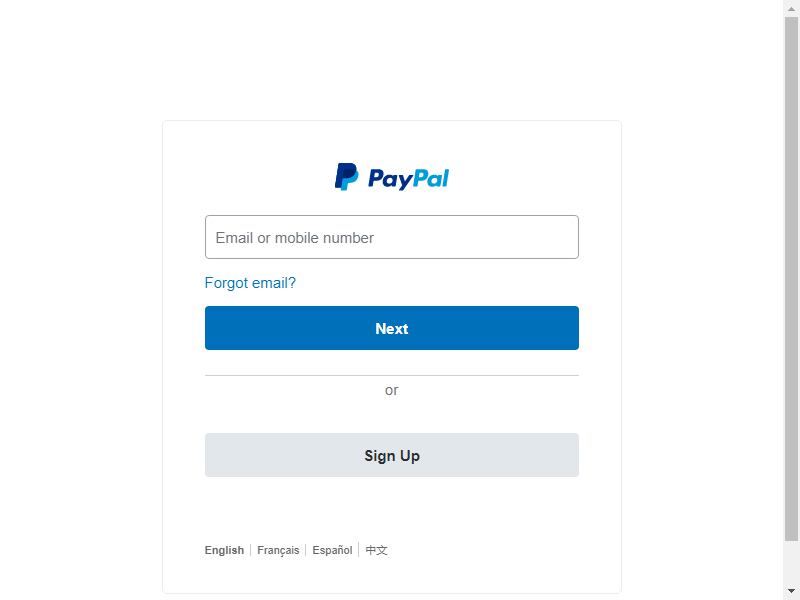 PayPal
Email or mobile number
Forgot email?
Next
or
Sign Up
English Français Español 中文